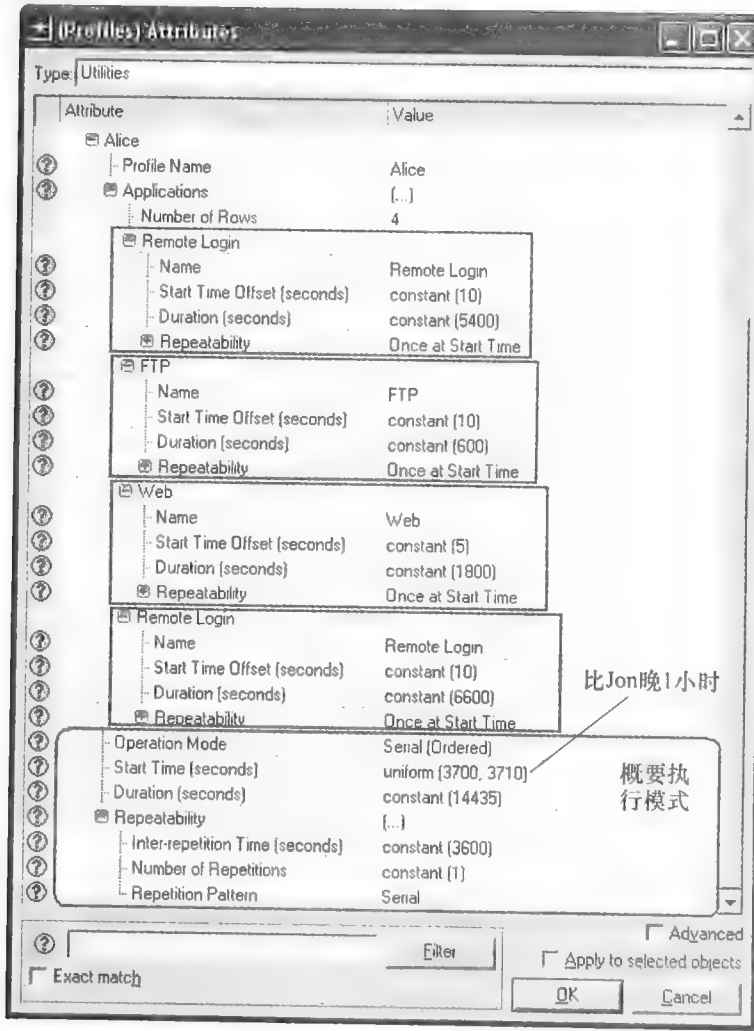 (Profiles) Attributes
Type: Utilities
Attribute Value
Alice
Profile Name Alice
Applications (...)
Number of Rows 4
Remote Login
Name Remote Login
Start Time Offset (seconds) constant (10)
Duration (seconds) constant (5400)
Repeatability Once at Start Time
FTP
Name FTP
Start Time Offset (seconds) constant (10)
Duration (seconds) constant (600)
Repeatability Once at Start Time
Web
Name Web
Start Time Offset (seconds) constant (5)
Duration (seconds) constant (1800)
Repeatability Once at Start Time
Remote Login
Name Remote Login
Start Time Offset (seconds) constant (10)
Duration (seconds) constant (6600)
Repeatability Once at Start Time
比Jon晚1小时
Operation Mode Serial (Ordered)
Start Time (seconds) uniform (3700, 3710)
Duration (seconds) constant (14435)
概要执
行模式
Repeatability (...)
Inter-repetition Time (seconds) constant (3600)
Number of Repetitions constant (1)
Repetition Pattern Serial
Advanced
Filter
Apply to selected objects
Exact match
OK Cancel